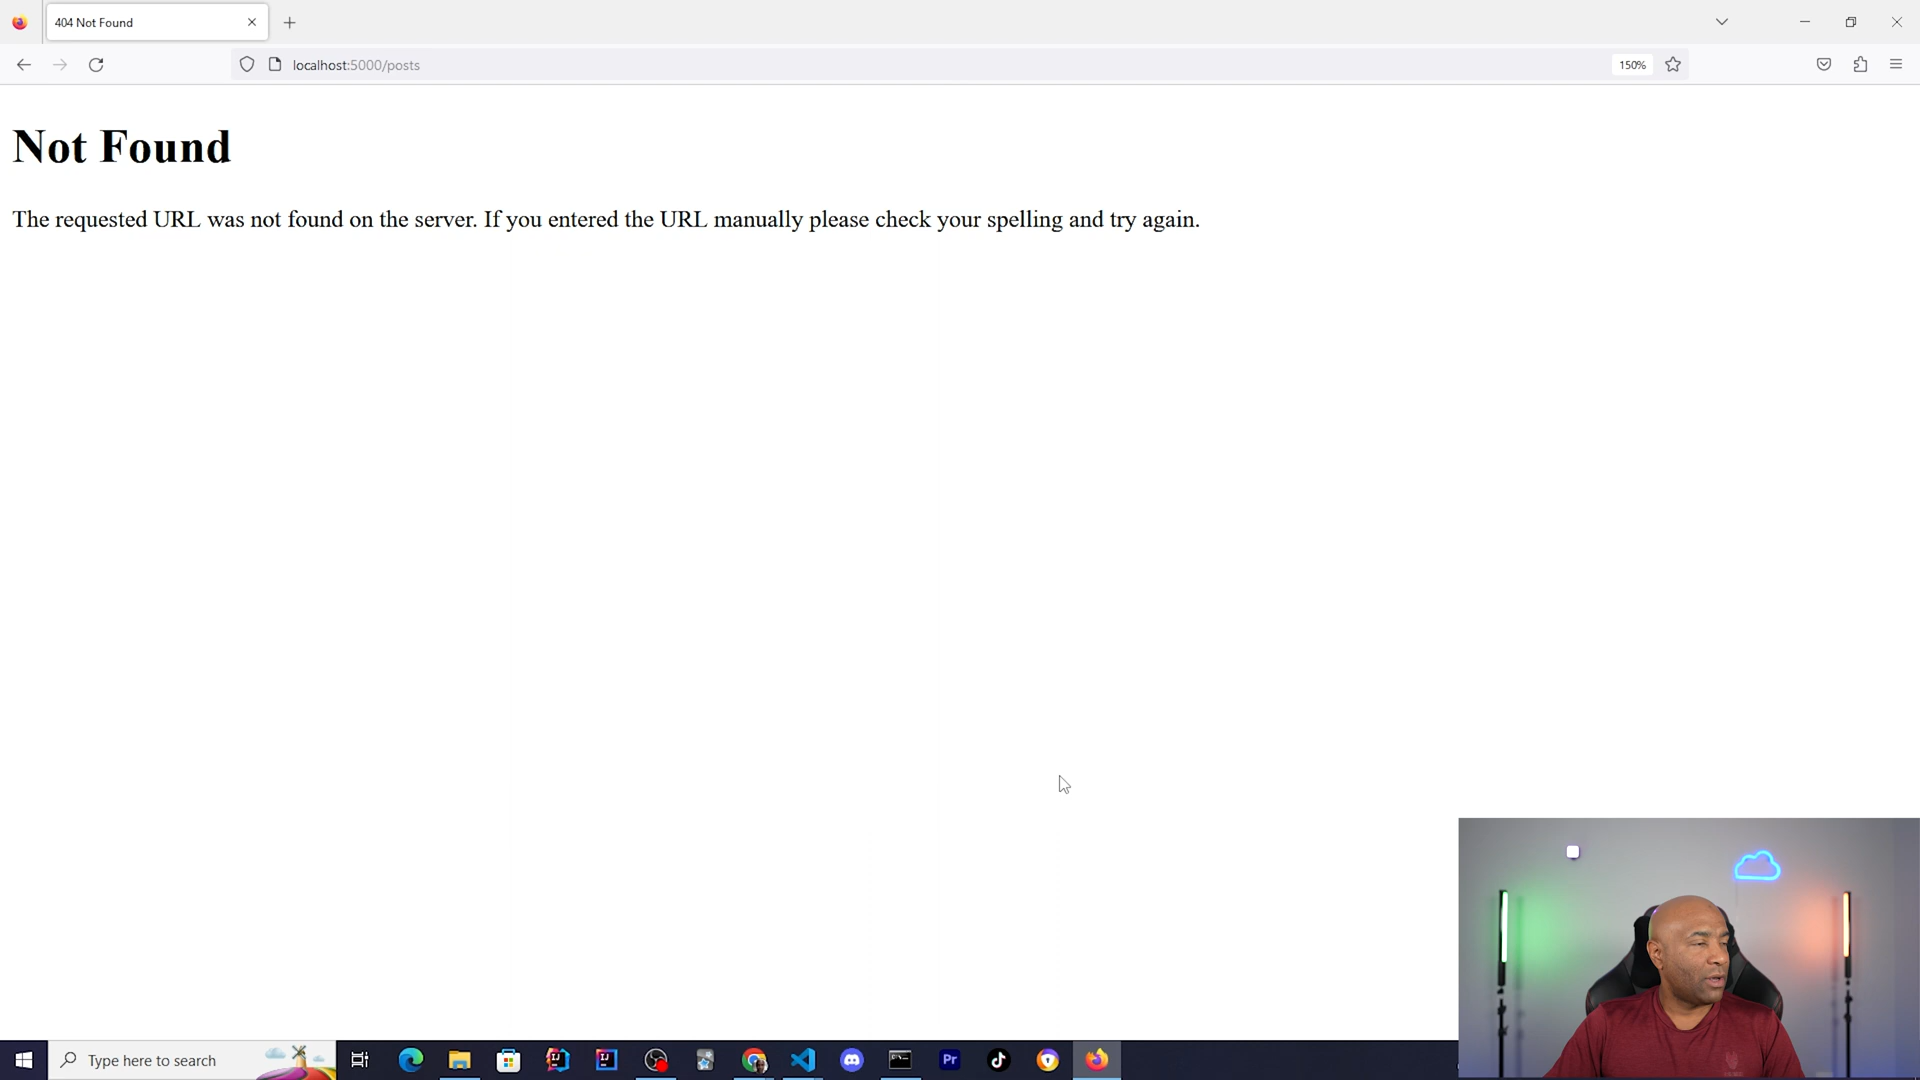 404 Not Found
localhost:5000/posts
150%
Not Found
The requested URL was not found on the server. If you entered the URL manually please check your spelling and try again.
Type here to search
Pr